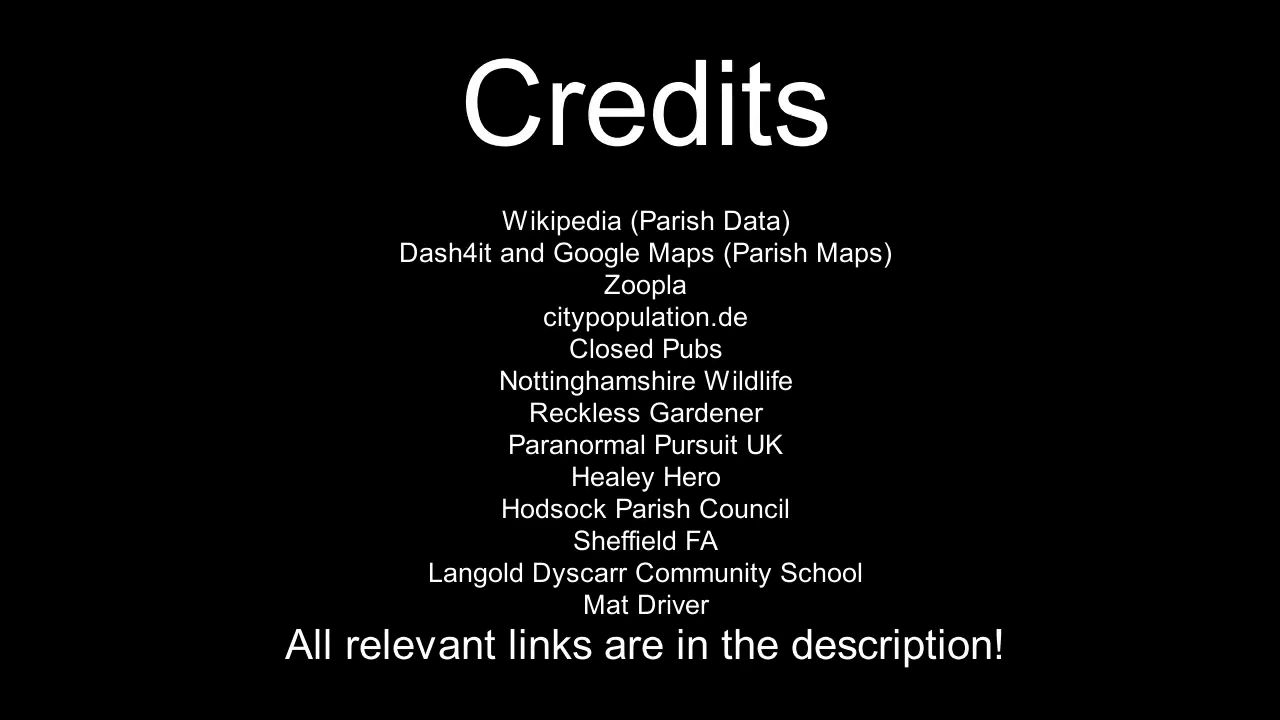 Credits
Wikipedia (Parish Data)
Dash4it and Google Maps (Parish Maps)
Zoopla
citypopulation.de
Closed Pubs
Nottinghamshire Wildlife
Reckless Gardener
Paranormal Pursuit UK
Healey Hero
Hodsock Parish Council
Sheffield FA
Langold Dyscarr Community School
Mat Driver
All relevant links are in the description!